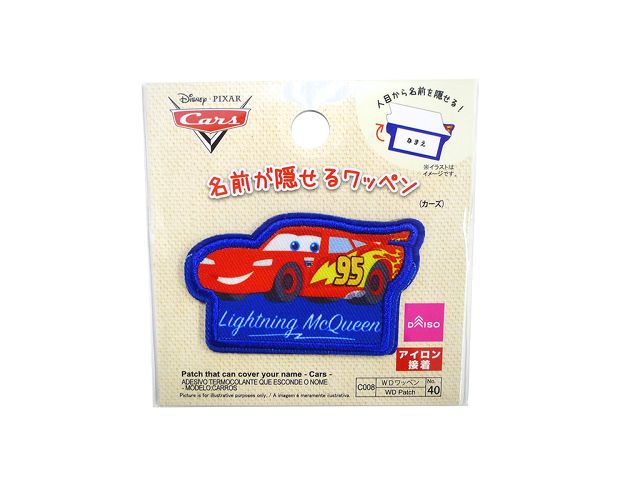 DISNEY · PIXAR
Cars
人目から名前を隠せる！
なまえ
※イラストは
イメージです。
名前が隠せるワッペン
（カーズ）
95
Lightning McQueen
DAISO
アイロン
接着
Patch that can cover your name - Cars -
ADESIVO TERMOCOLANTE QUE ESCONDE O NOME
- MODELO:CARROS
Picture is for illustrative purposes only. / A imagem é meramente ilustrativa.
C008
WDワッペン
WD Patch
No.
40